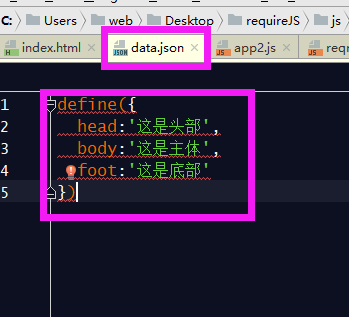 C: Users web Desktop requireJS js
index.html data.json app2.js req
1 define({
2 head:'这是头部',
3 body:'这是主体',
4 foot:'这是底部'
5 })